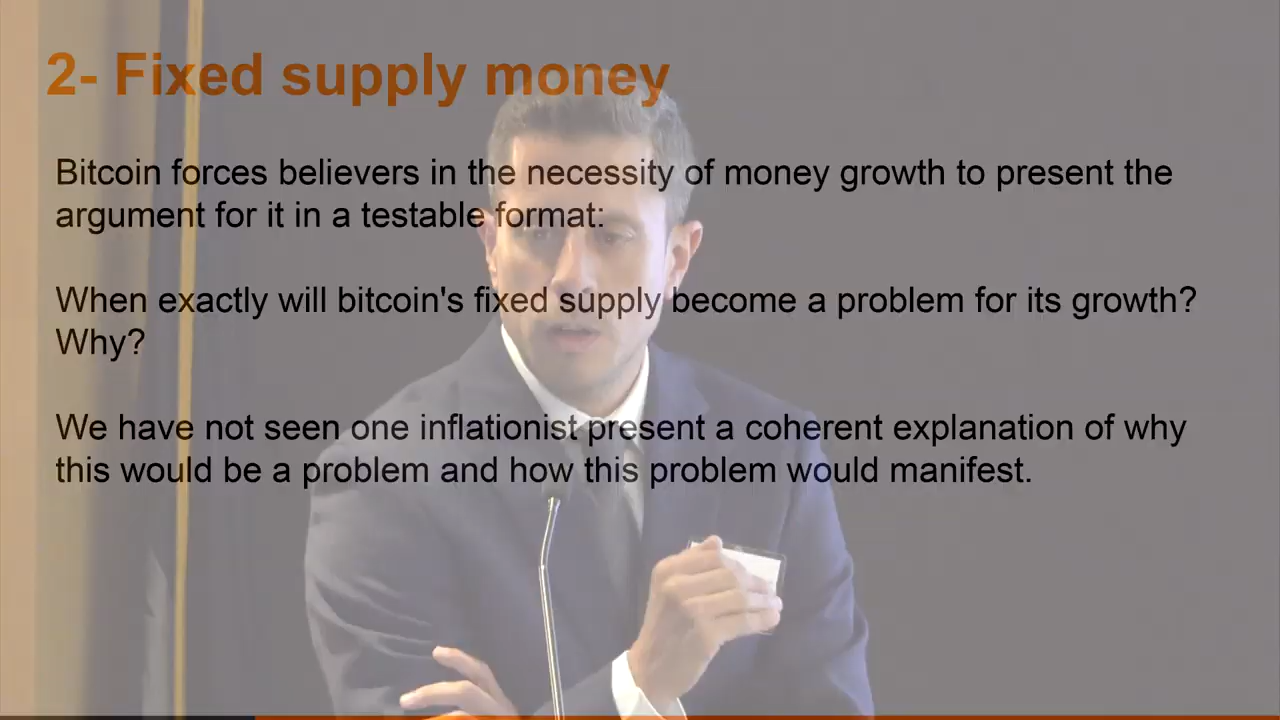 2- Fixed supply money
Bitcoin forces believers in the necessity of money growth to present the
argument for it in a testable format:
When exactly will bitcoin's fixed supply become a problem for its growth?
Why?
We have not seen one inflationist present a coherent explanation of why
this would be a problem and how this problem would manifest.